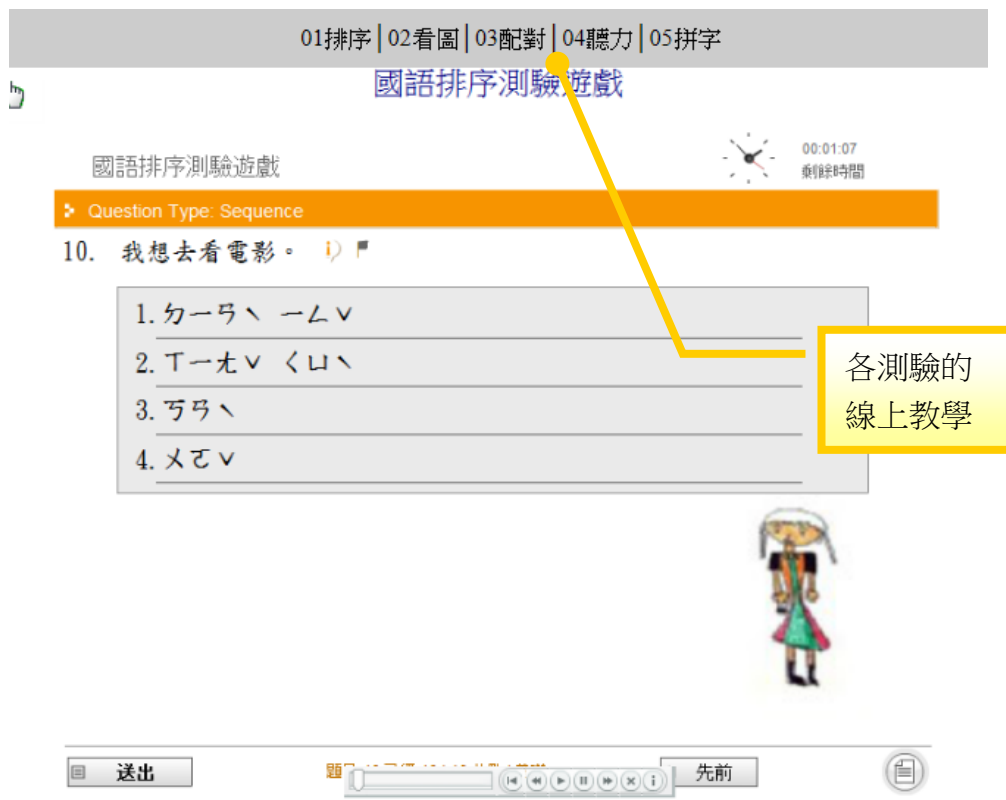 01排序│02看圖│03配對│04聽力│05拼字
國語排序測驗遊戲
國語排序測驗遊戲
00:01:07
剩餘時間
Question Type: Sequence
10. 我想去看電影。
1. ㄉㄧㄢˋ ㄧㄥˇ
2. ㄒㄧㄤˇ ㄑㄩˋ
3. ㄎㄢˋ
4. ㄨㄛˇ
各測驗的
線上教學
送出
先前